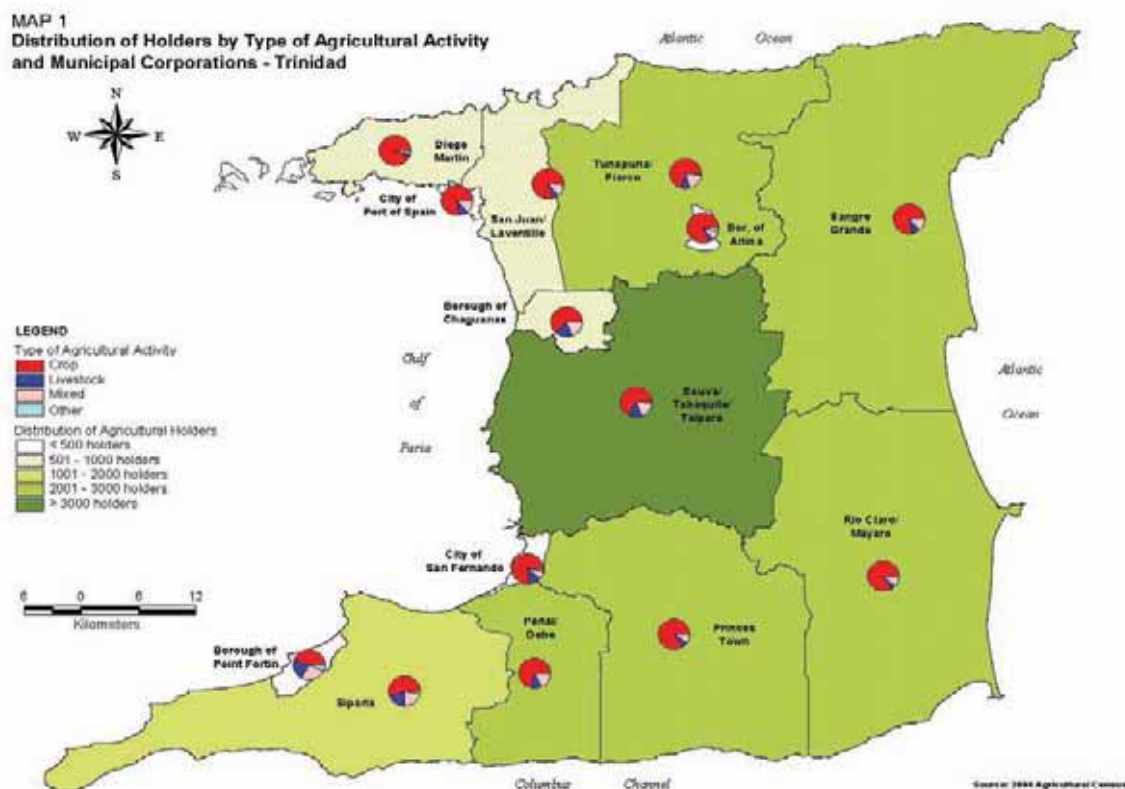 MAP 1
Distribution of Holders by Type of Agricultural Activity
and Municipal Corporations - Trinidad
Atlantic Ocean
N
W E
S
Diego
Martin
City of
Port of Spain
San Juan/
Laventille
Tunapuna/
Piarco
Bor. of
Arima
Sangre
Grande
Borough of
Chaguanas
LEGEND
Type of Agricultural Activity
Crop
Livestock
Mixed
Other
Distribution of Agricultural Holders
< 500 holders
501 - 1000 holders
1001 - 2000 holders
2001 - 3000 holders
> 3000 holders
Gulf
of
Paria
Couva/
Tabaquite/
Talparo
Atlantic
Ocean
Rio Claro/
Mayaro
City of
San Fernando
6 0 6 12
Kilometers
Penal/
Debe
Princes
Town
Borough of
Point Fortin
Siparia
Columbus Channel
Source: 2004 Agricultural Census